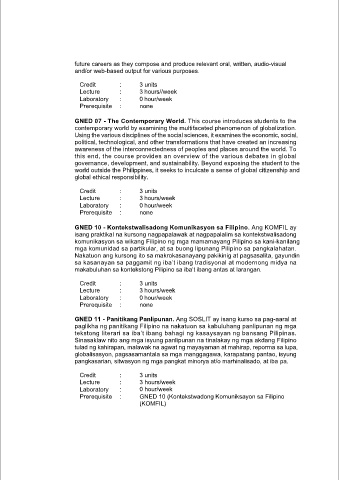 future careers as they compose and produce relevant oral, written, audio-visual
and/or web-based output for various purposes.
Credit : 3 units
Lecture : 3 hours//week
Laboratory : 0 hour/week
Prerequisite : none
GNED 07 - The Contemporary World. This course introduces students to the
contemporary world by examining the multifaceted phenomenon of globalization.
Using the various disciplines of the social sciences, it examines the economic, social,
political, technological, and other transformations that have created an increasing
awareness of the interconnectedness of peoples and places around the world. To
this end, the course provides an overview of the various debates in global
governance, development, and sustainability. Beyond exposing the student to the
world outside the Philippines, it seeks to inculcate a sense of global citizenship and
global ethical responsibility.
Credit : 3 units
Lecture : 3 hours/week
Laboratory : 0 hour/week
Prerequisite : none
GNED 10 - Kontekstwalisadong Komunikasyon sa Filipino. Ang KOMFIL ay
isang praktikal na kursong nagpapalawak at nagpapalalim sa kontekstwalisadong
komunikasyon sa wikang Filipino ng mga mamamayang Pilipino sa kani-kanilang
mga komunidad sa partikular, at sa buong lipunang Pilipino sa pangkalahatan.
Nakatuon ang kursong ito sa makrokasanayang pakikinig at pagsasalita, gayundin
sa kasanayan sa paggamit ng iba't ibang tradisyonal at modernong midya na
makabuluhan sa kontekstong Pilipino sa iba't ibang antas at larangan.
Credit : 3 units
Lecture : 3 hours/week
Laboratory : 0 hour/week
Prerequisite : none
GNED 11 - Panitikang Panlipunan. Ang SOSLIT ay isang kurso sa pag-aaral at
paglikha ng panitikang Filipino na nakatuon sa kabuluhang panlipunan ng mga
tekstong literari sa iba't ibang bahagi ng kasaysayan ng bansang Pilipinas.
Sinasaklaw nito ang mga isyung panlipunan na tinalakay ng mga akdang Filipino
tulad ng kahirapan, malawak na agwat ng mayayaman at mahirap, reporma sa lupa,
globalisasyon, pagsasamantala sa mga manggagawa, karapatang pantao, isyung
pangkasarian, sitwasyon ng mga pangkat minorya at/o marhinalisado, at iba pa.
Credit : 3 units
Lecture : 3 hours/week
Laboratory : 0 hour/week
Prerequisite : GNED 10 (Kontekstwadong Komuniksayon sa Filipino
(KOMFIL)